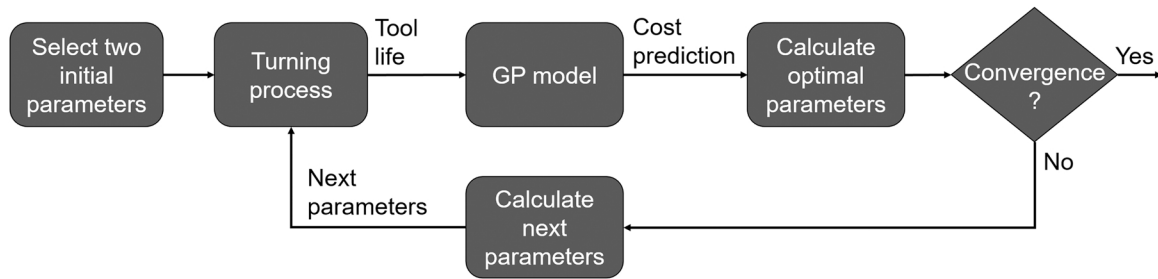 Select two
initial
parameters
Turning
process
Tool
life
GP model
Cost
prediction
Calculate
optimal
parameters
Convergence
?
Yes
No
Calculate
next
parameters
Next
parameters